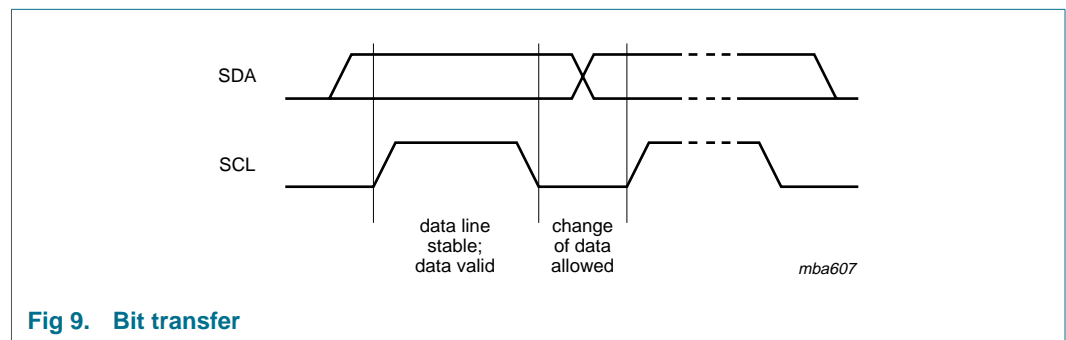 SDA
SCL
data line
stable;
data valid
change
of data
allowed
mba607
Fig 9. Bit transfer